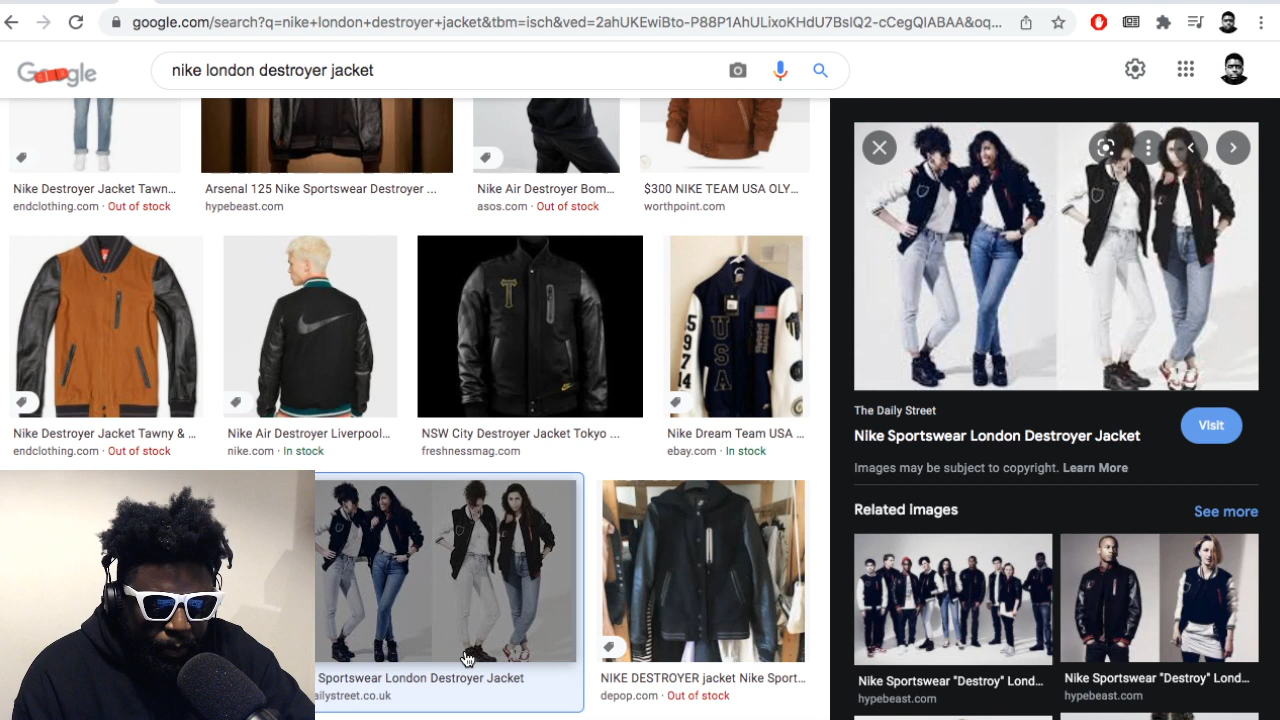 google.com/search?q=nike+london+destroyer+jacket&tbm=isch&ved=2ahUKEwiBto-P88P1AhULixoKHdU7BsIQ2-cCegQIABAA&oq...
Google
nike london destroyer jacket
Nike Destroyer Jacket Tawn...
endclothing.com · Out of stock
Arsenal 125 Nike Sportswear Destroyer ...
hypebeast.com
Nike Air Destroyer Bom...
asos.com · Out of stock
$300 NIKE TEAM USA OLY...
worthpoint.com
T
USA
5
9
7
14
Nike Destroyer Jacket Tawny & ...
endclothing.com · Out of stock
Nike Air Destroyer Liverpool...
nike.com · In stock
NSW City Destroyer Jacket Tokyo ...
freshnessmag.com
Nike Dream Team USA ...
ebay.com · In stock
Sportswear London Destroyer Jacket
ailystreet.co.uk
NIKE DESTROYER jacket Nike Sport...
depop.com · Out of stock
The Daily Street
Nike Sportswear London Destroyer Jacket
Visit
Images may be subject to copyright. Learn More
Related images
See more
Nike Sportswear "Destroy" Lond...
hypebeast.com
Nike Sportswear "Destroy" Lond...
hypebeast.com